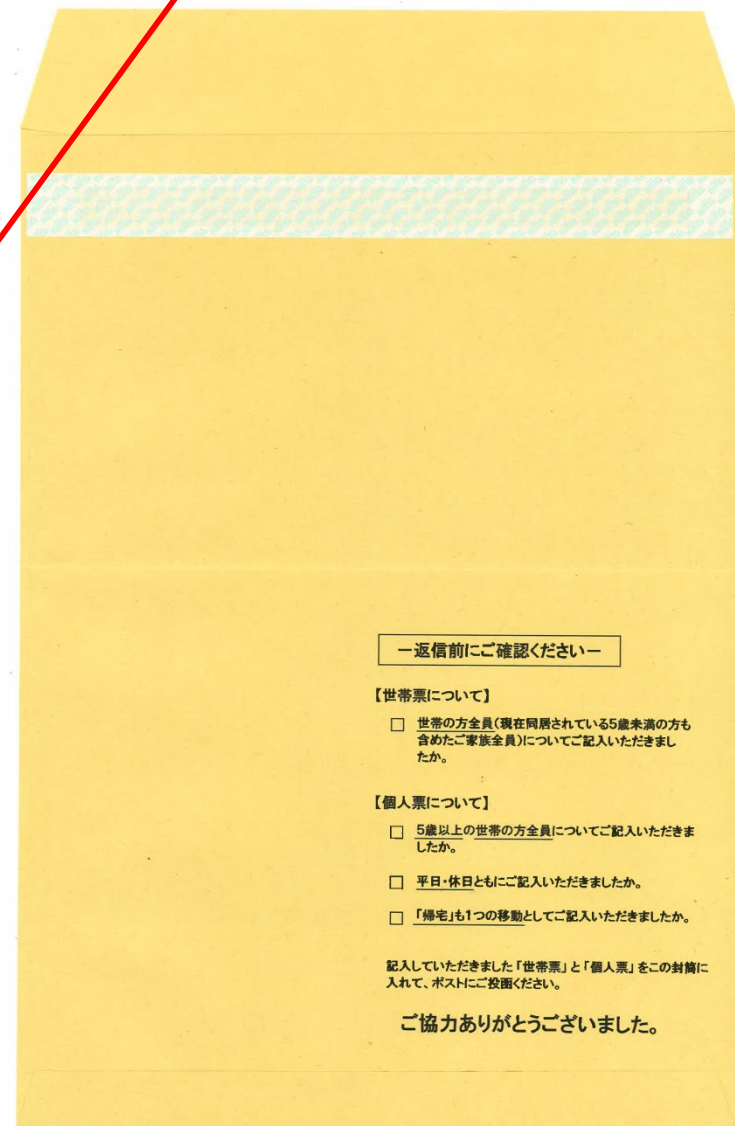 －返信前にご確認ください－
【世帯票について】
□ 世帯の方全員(現在同居されている5歳未満の方も
含めたご家族全員)についてご記入いただきまし
たか。
【個人票について】
□ 5歳以上の世帯の方全員についてご記入いただきま
したか。
□ 平日・休日ともにご記入いただきましたか。
□ 「帰宅」も1つの移動としてご記入いただきましたか。
記入していただきました「世帯票」と「個人票」をこの封筒に
入れて、ポストにご投函ください。
ご協力ありがとうございました。